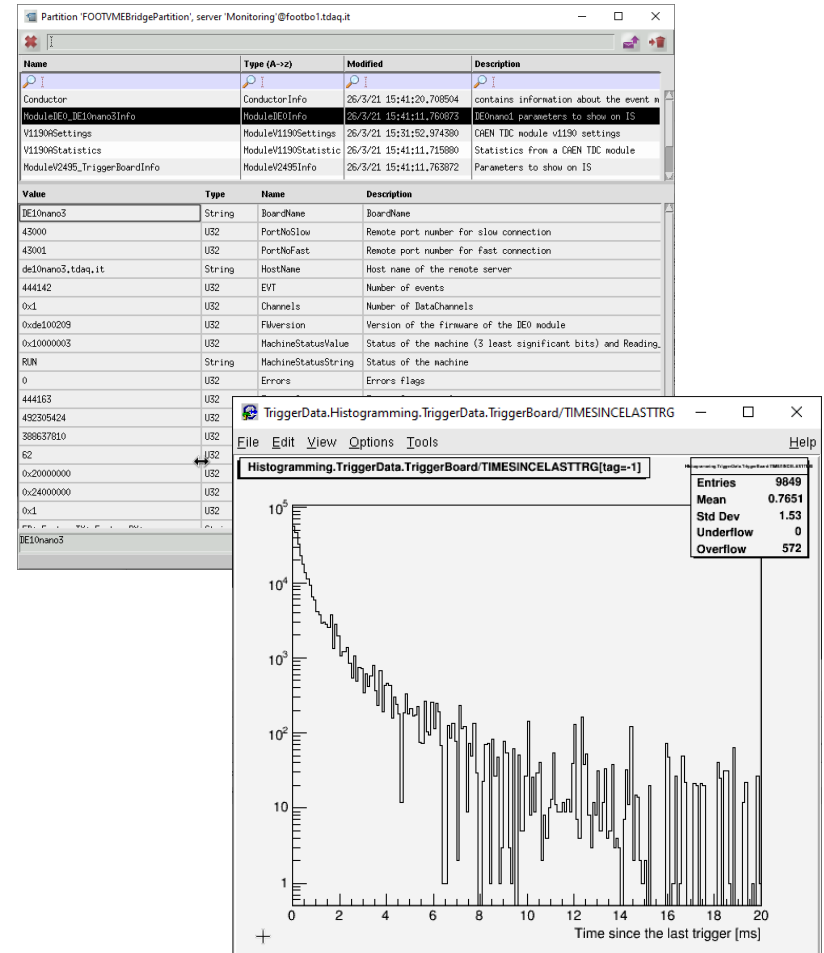 Partition 'FOOTVMEBridgePartition', server 'Monitoring'@footbo1.tdaq.it
Name Type (A->z) Modified Description
Conductor ConductorInfo 26/3/21 15:41:20.708504 contains information about the event m
ModuleDE0_DE10nano3Info ModuleDE0Info 26/3/21 15:41:11.760873 DE0nano1 parameters to show on IS
V1190ASettings ModuleV1190Settings 26/3/21 15:31:52.974380 CAEN TDC module v1190 settings
V1190AStatistics ModuleV1190Statistic 26/3/21 15:41:11.715880 Statistics from a CAEN TDC module
ModuleV2495_TriggerBoardInfo ModuleV2495Info 26/3/21 15:41:11.763872 Parameters to show on IS
Value Type Name Description
DE10nano3 String BoardName BoardName
43000 U32 PortNoSlow Remote port number for slow connection
43001 U32 PortNoFast Remote port number for fast connection
de10nano3.tdaq.it String HostName Host name of the remote server
444142 U32 EVT Number of events
0x1 U32 Channels Number of DataChannels
0xde100209 U32 FWversion Version of the firmware of the DE0 module
0x10000003 U32 MachineStatusValue Status of the machine (3 least significant bits) and Reading_
RUN String MachineStatusString Status of the machine
0 U32 Errors Errors flags
444163 U32
492305424 U32
388637810 U32
62 U32
0x20000000 U32
0x24000000 U32
0x1 U32
DE10nano3
TriggerData.Histogramming.TriggerData.TriggerBoard/TIMESINCELASTTRG
File Edit View Options Tools Help
Histogramming.TriggerData.TriggerBoard/TIMESINCELASTTRG[tag=-1]
Entries 9849
Mean 0.7651
Std Dev 1.53
Underflow 0
Overflow 572
10^5
10^4
10^3
10^2
10
1
0 2 4 6 8 10 12 14 16 18 20
Time since the last trigger [ms]